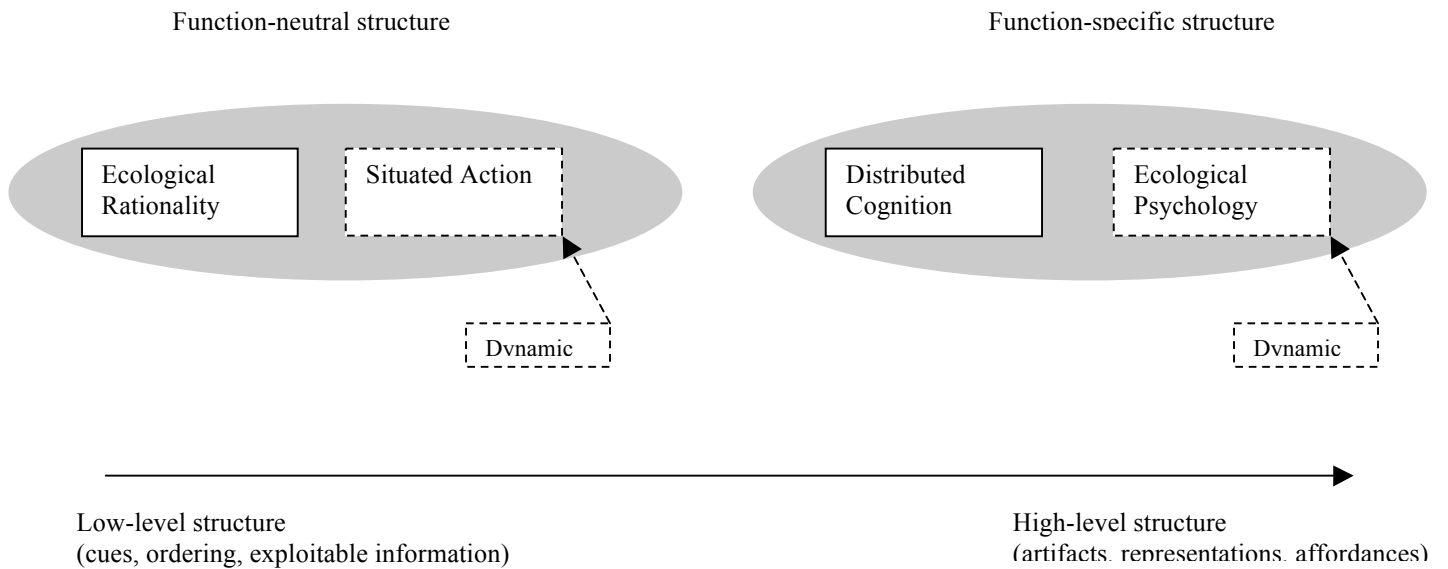 Function-neutral structure
Function-specific structure
Ecological
Rationality
Situated Action
Distributed
Cognition
Ecological
Psychology
Dynamic
Dynamic
Low-level structure
(cues, ordering, exploitable information)
High-level structure
(artifacts, representations, affordances)